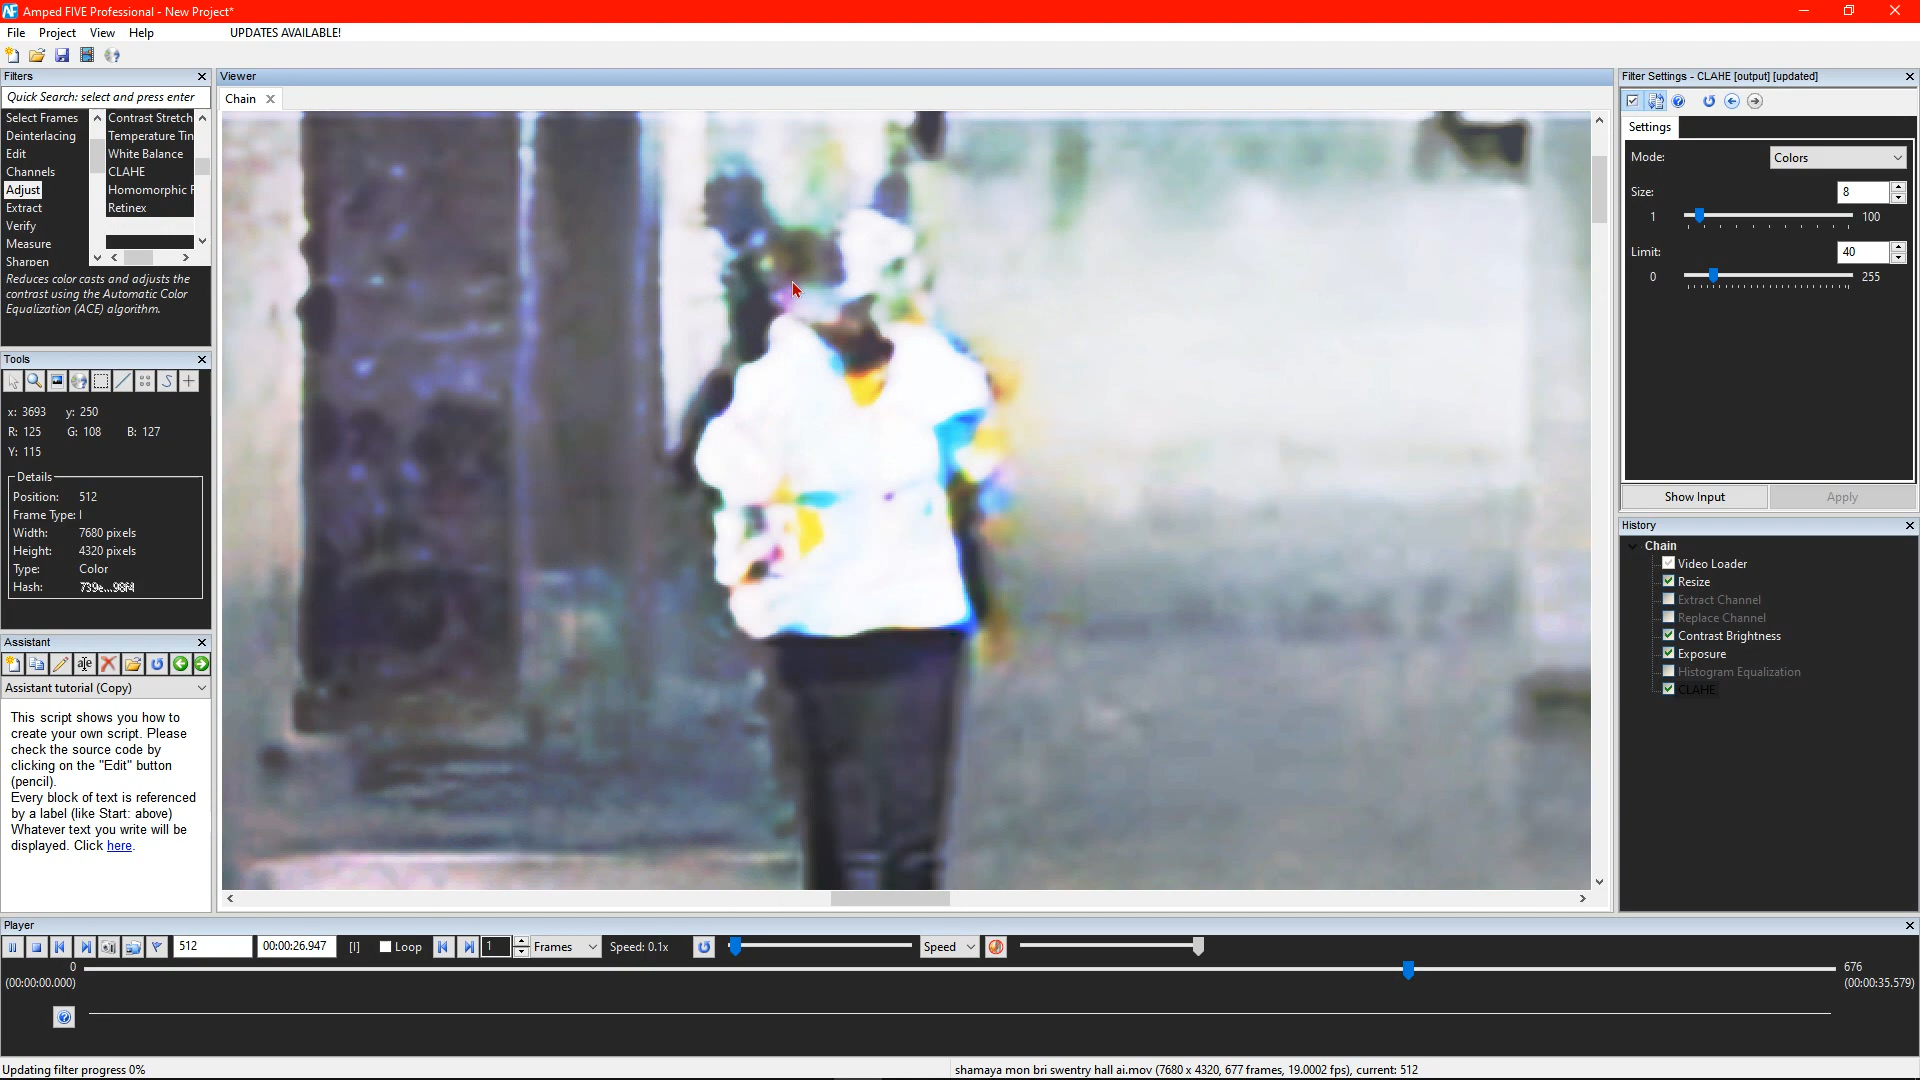 Amped FIVE Professional - New Project*
File Project View Help UPDATES AVAILABLE!
Filters
Quick Search: select and press enter
Select Frames
Deinterlacing
Edit
Channels
Adjust
Extract
Verify
Measure
Sharpen
Contrast Stretch
Temperature Tin
White Balance
CLAHE
Homomorphic F
Retinex
Reduces color casts and adjusts the
contrast using the Automatic Color
Equalization (ACE) algorithm.
Tools
x: 3693 y: 250
R: 125 G: 108 B: 127
Y: 115
Details
Position: 512
Frame Type: I
Width: 7680 pixels
Height: 4320 pixels
Type: Color
Hash:
Assistant
Assistant tutorial (Copy)
This script shows you how to
create your own script. Please
check the source code by
clicking on the "Edit" button
(pencil).
Every block of text is referenced
by a label (like Start: above)
Whatever text you write will be
displayed. Click here.
Viewer
Chain
Filter Settings - CLAHE [output] [updated]
Settings
Mode: Colors
Size: 8
1 100
Limit: 40
0 255
Show Input Apply
History
Chain
Video Loader
Resize
Extract Channel
Replace Channel
Contrast Brightness
Exposure
Histogram Equalization
CLAHE
Player
512 00:00:26.947 [I] Loop 1 Frames Speed: 0.1x Speed
0 676
(00:00:00.000) (00:00:35.579)
Updating filter progress 0% shamaya mon bri swentry hall ai.mov (7680 x 4320, 677 frames, 19.0002 fps), current: 512